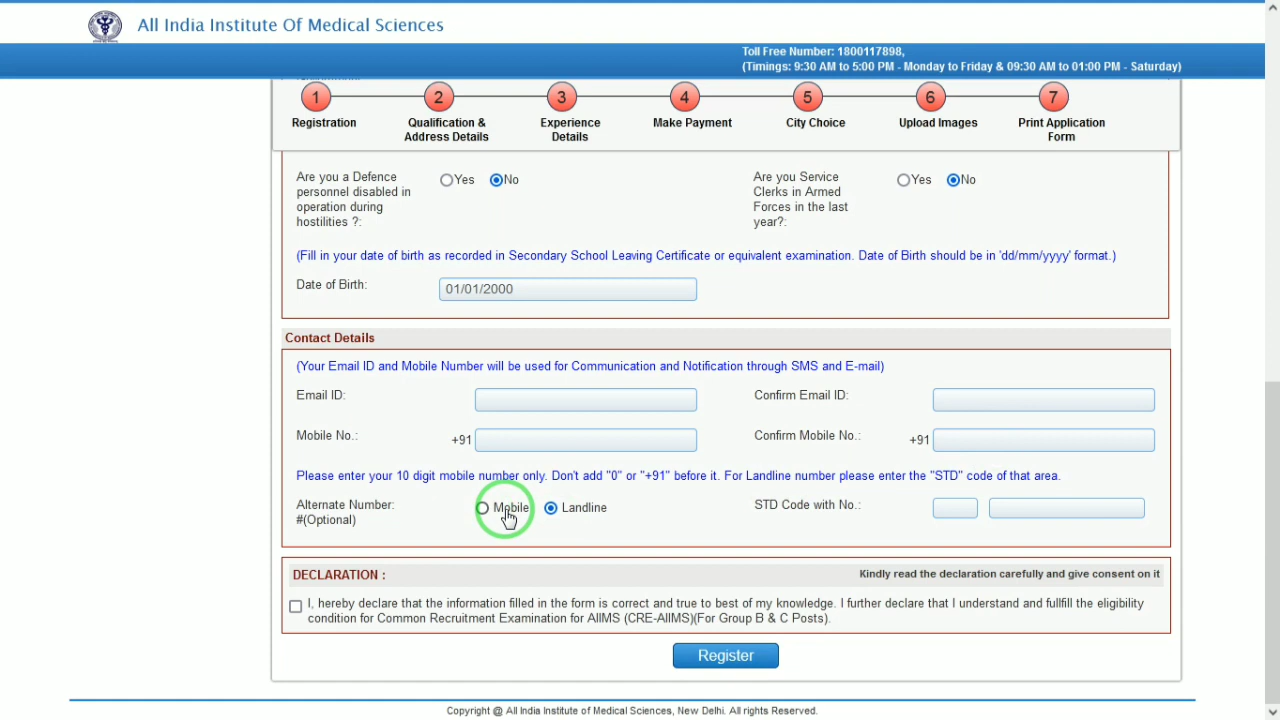 All India Institute Of Medical Sciences
Toll Free Number: 1800117898,
(Timings: 9:30 AM to 5:00 PM - Monday to Friday & 09:30 AM to 01:00 PM - Saturday)
1 2 3 4 5 6 7
Registration
Qualification &
Address Details
Experience
Details
Make Payment
City Choice
Upload Images
Print Application
Form
Are you a Defence
personnel disabled in
operation during
hostilities ?:
Yes No
Are you Service
Clerks in Armed
Forces in the last
year?:
Yes No
(Fill in your date of birth as recorded in Secondary School Leaving Certificate or equivalent examination. Date of Birth should be in 'dd/mm/yyyy' format.)
Date of Birth: 01/01/2000
Contact Details
(Your Email ID and Mobile Number will be used for Communication and Notification through SMS and E-mail)
Email ID: Confirm Email ID:
Mobile No.: +91 Confirm Mobile No.: +91
Please enter your 10 digit mobile number only. Don't add "0" or "+91" before it. For Landline number please enter the "STD" code of that area.
Alternate Number:
#(Optional)
Mobile Landline
STD Code with No.:
DECLARATION : Kindly read the declaration carefully and give consent on it
I, hereby declare that the information filled in the form is correct and true to best of my knowledge. I further declare that I understand and fullfill the eligibility
condition for Common Recruitment Examination for AIIMS (CRE-AIIMS)(For Group B & C Posts).
Register
Copyright @ All India Institute of Medical Sciences, New Delhi. All rights Reserved.